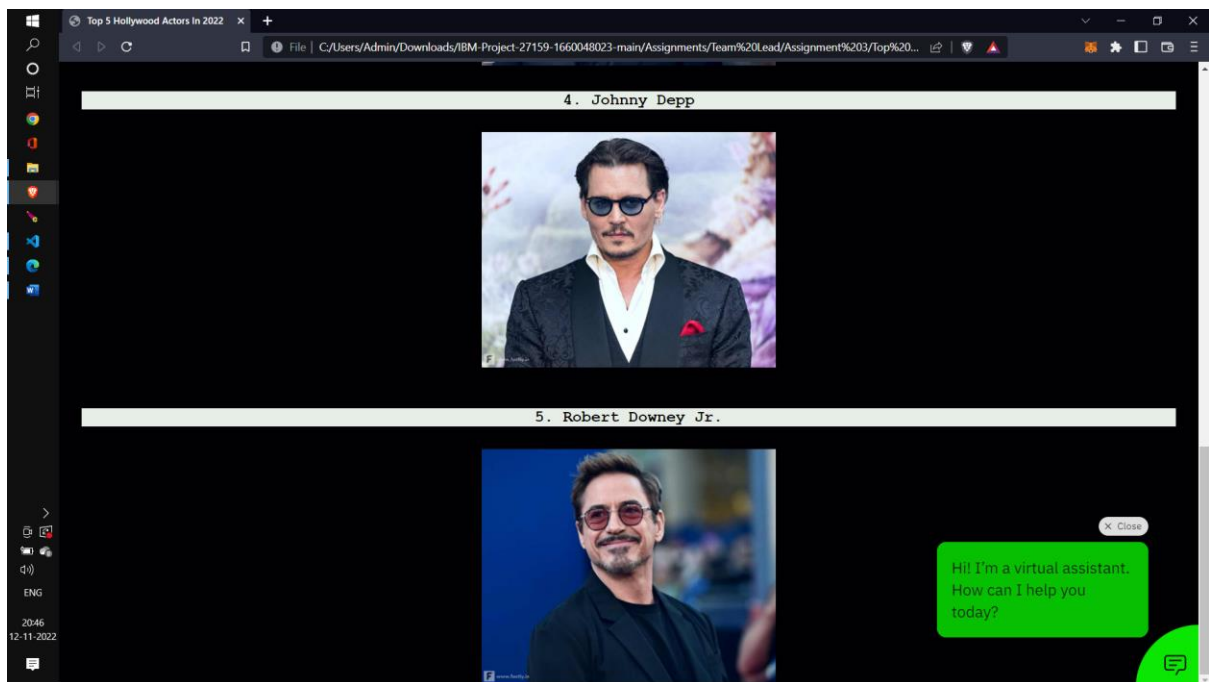 Top 5 Hollywood Actors In 2022
File | C:/Users/Admin/Downloads/IBM-Project-27159-1660048023-main/Assignments/Team%20Lead/Assignment%203/Top%20...
4. Johnny Depp
5. Robert Downey Jr.
X Close
Hi! I'm a virtual assistant.
How can I help you
today?
ENG
20:46
12-11-2022